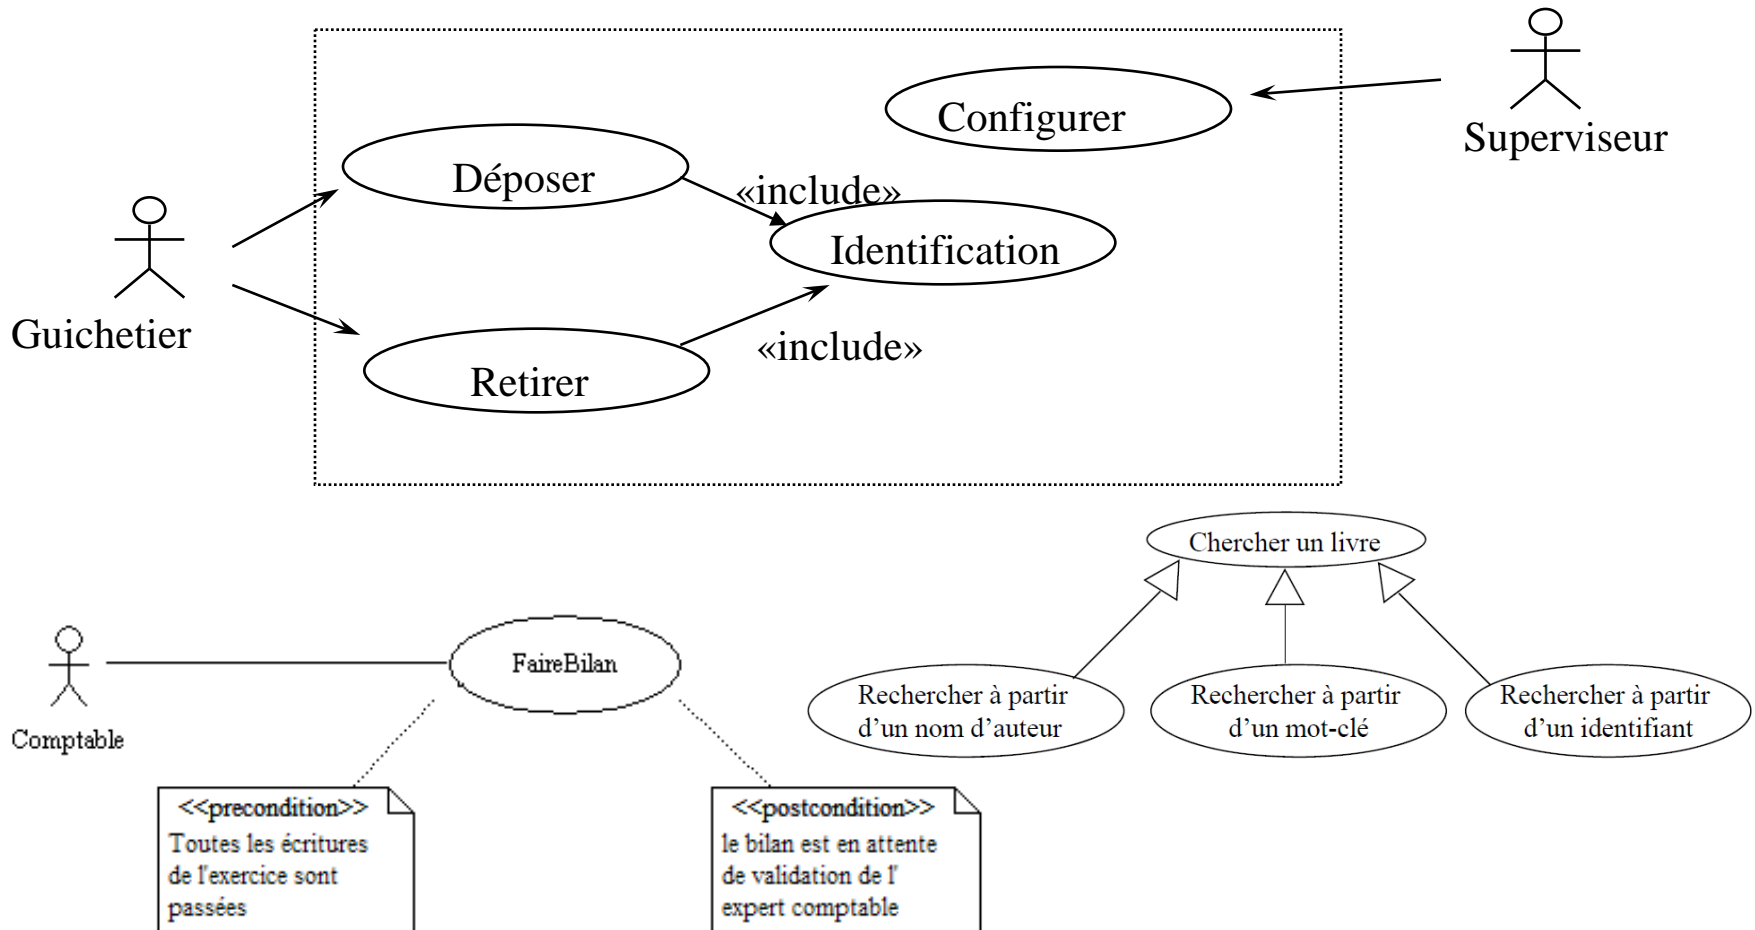 Configurer
Superviseur
Déposer
«include»
Identification
Guichetier
«include»
Retirer
Chercher un livre
FaireBilan
Comptable
Rechercher à partir
d'un nom d'auteur
Rechercher à partir
d'un mot-clé
Rechercher à partir
d'un identifiant
<<precondition>>
Toutes les écritures
de l'exercice sont
passées
<<postcondition>>
le bilan est en attente
de validation de l'
expert comptable